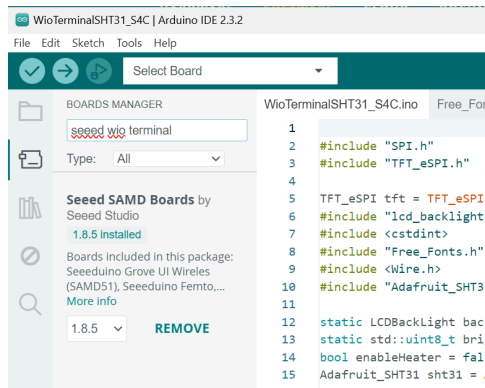 WioTerminalSHT31_S4C | Arduino IDE 2.3.2
File Edit Sketch Tools Help
Select Board
BOARDS MANAGER
seeed wio terminal
Type: All
Seeed SAMD Boards by
Seeed Studio
1.8.5 installed
Boards included in this package:
Seeeduino Grove UI Wireles
(SAMD51), Seeeduino Femto,...
More info
1.8.5
REMOVE
WioTerminalSHT31_S4C.ino Free_For
1
2 #include "SPI.h"
3 #include "TFT_eSPI.h"
4
5 TFT_eSPI tft = TFT_eSPI
6 #include "lcd_backlight
7 #include <cstdint>
8 #include "Free_Fonts.h"
9 #include <Wire.h>
10 #include "Adafruit_SHT3
11
12 static LCDBackLight bac
13 static std::uint8_t bri
14 bool enableHeater = fal
15 Adafruit_SHT31 sht31 =